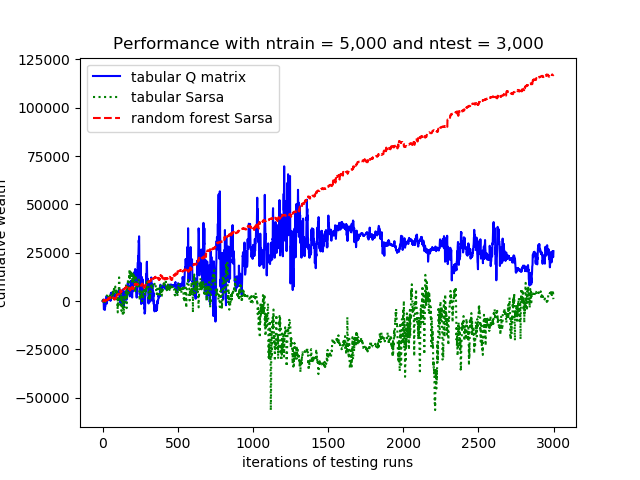 Performance with ntrain = 5,000 and ntest = 3,000
125000
100000
75000
50000
25000
0
−25000
−50000
cumulative wealth
tabular Q matrix
tabular Sarsa
random forest Sarsa
0 500 1000 1500 2000 2500 3000
iterations of testing runs